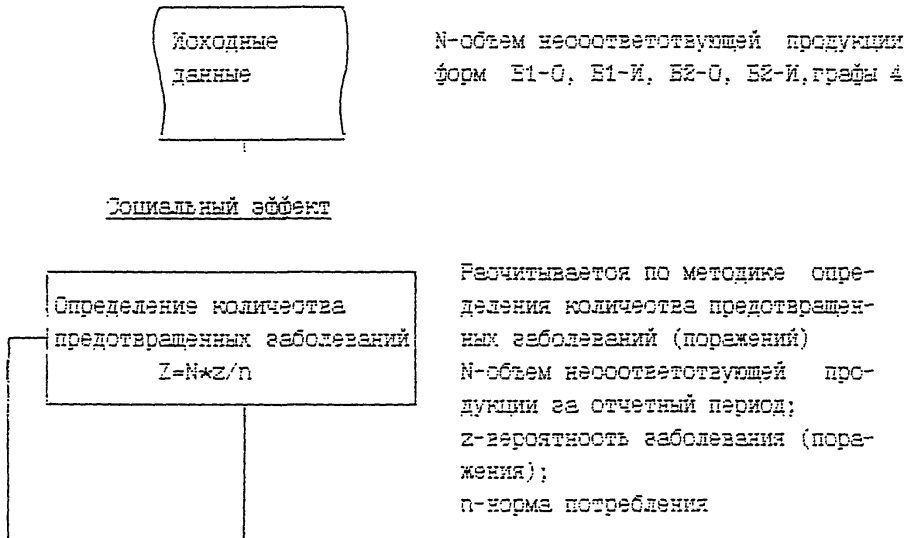 Исходные
данные
N-объем несоответствующей продукции
форм Б1-О, Б1-И, Б2-О, Б2-И,графы 4
Социальный эффект
Определение количества
предотвращенных заболеваний
Z=N*z/n
Расчитывается по методике опре-
деления количества предотвращен-
ных заболеваний (поражений)
N-объем несоответствующей про-
дукции за отчетный период;
z-вероятность заболевания (пора-
жения);
n-норма потребления